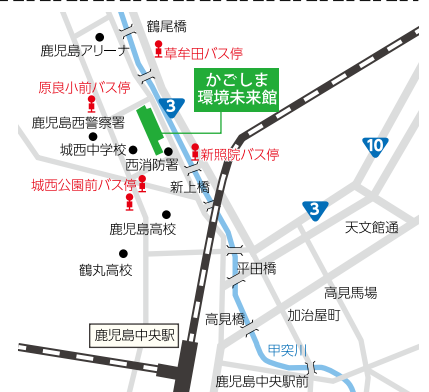 鶴尾橋
鹿児島アリーナ
草牟田バス停
かごしま
環境未来館
原良小前バス停
3
鹿児島西警察署
城西中学校
西消防署
新照院バス停
10
城西公園前バス停
新上橋
3
鹿児島高校
天文館通
鶴丸高校
平田橋
高見馬場
高見橋
加治屋町
鹿児島中央駅
甲突川
鹿児島中央駅前